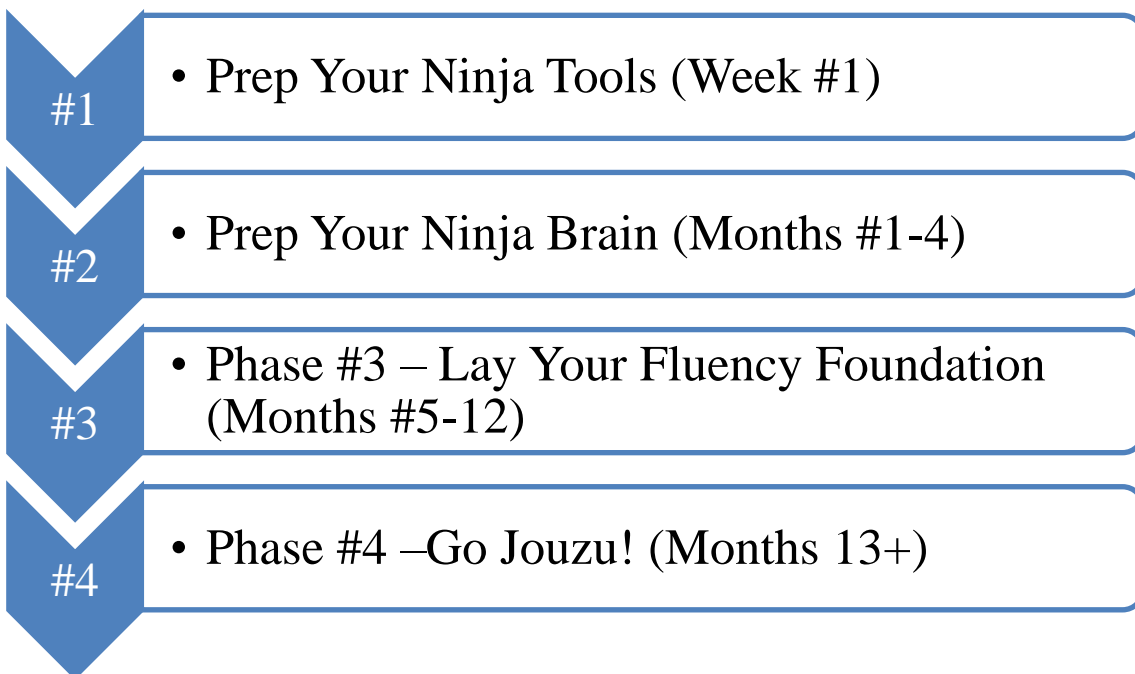 #1
• Prep Your Ninja Tools (Week #1)
#2
• Prep Your Ninja Brain (Months #1-4)
#3
• Phase #3 – Lay Your Fluency Foundation
(Months #5-12)
#4
• Phase #4 –Go Jouzu! (Months 13+)